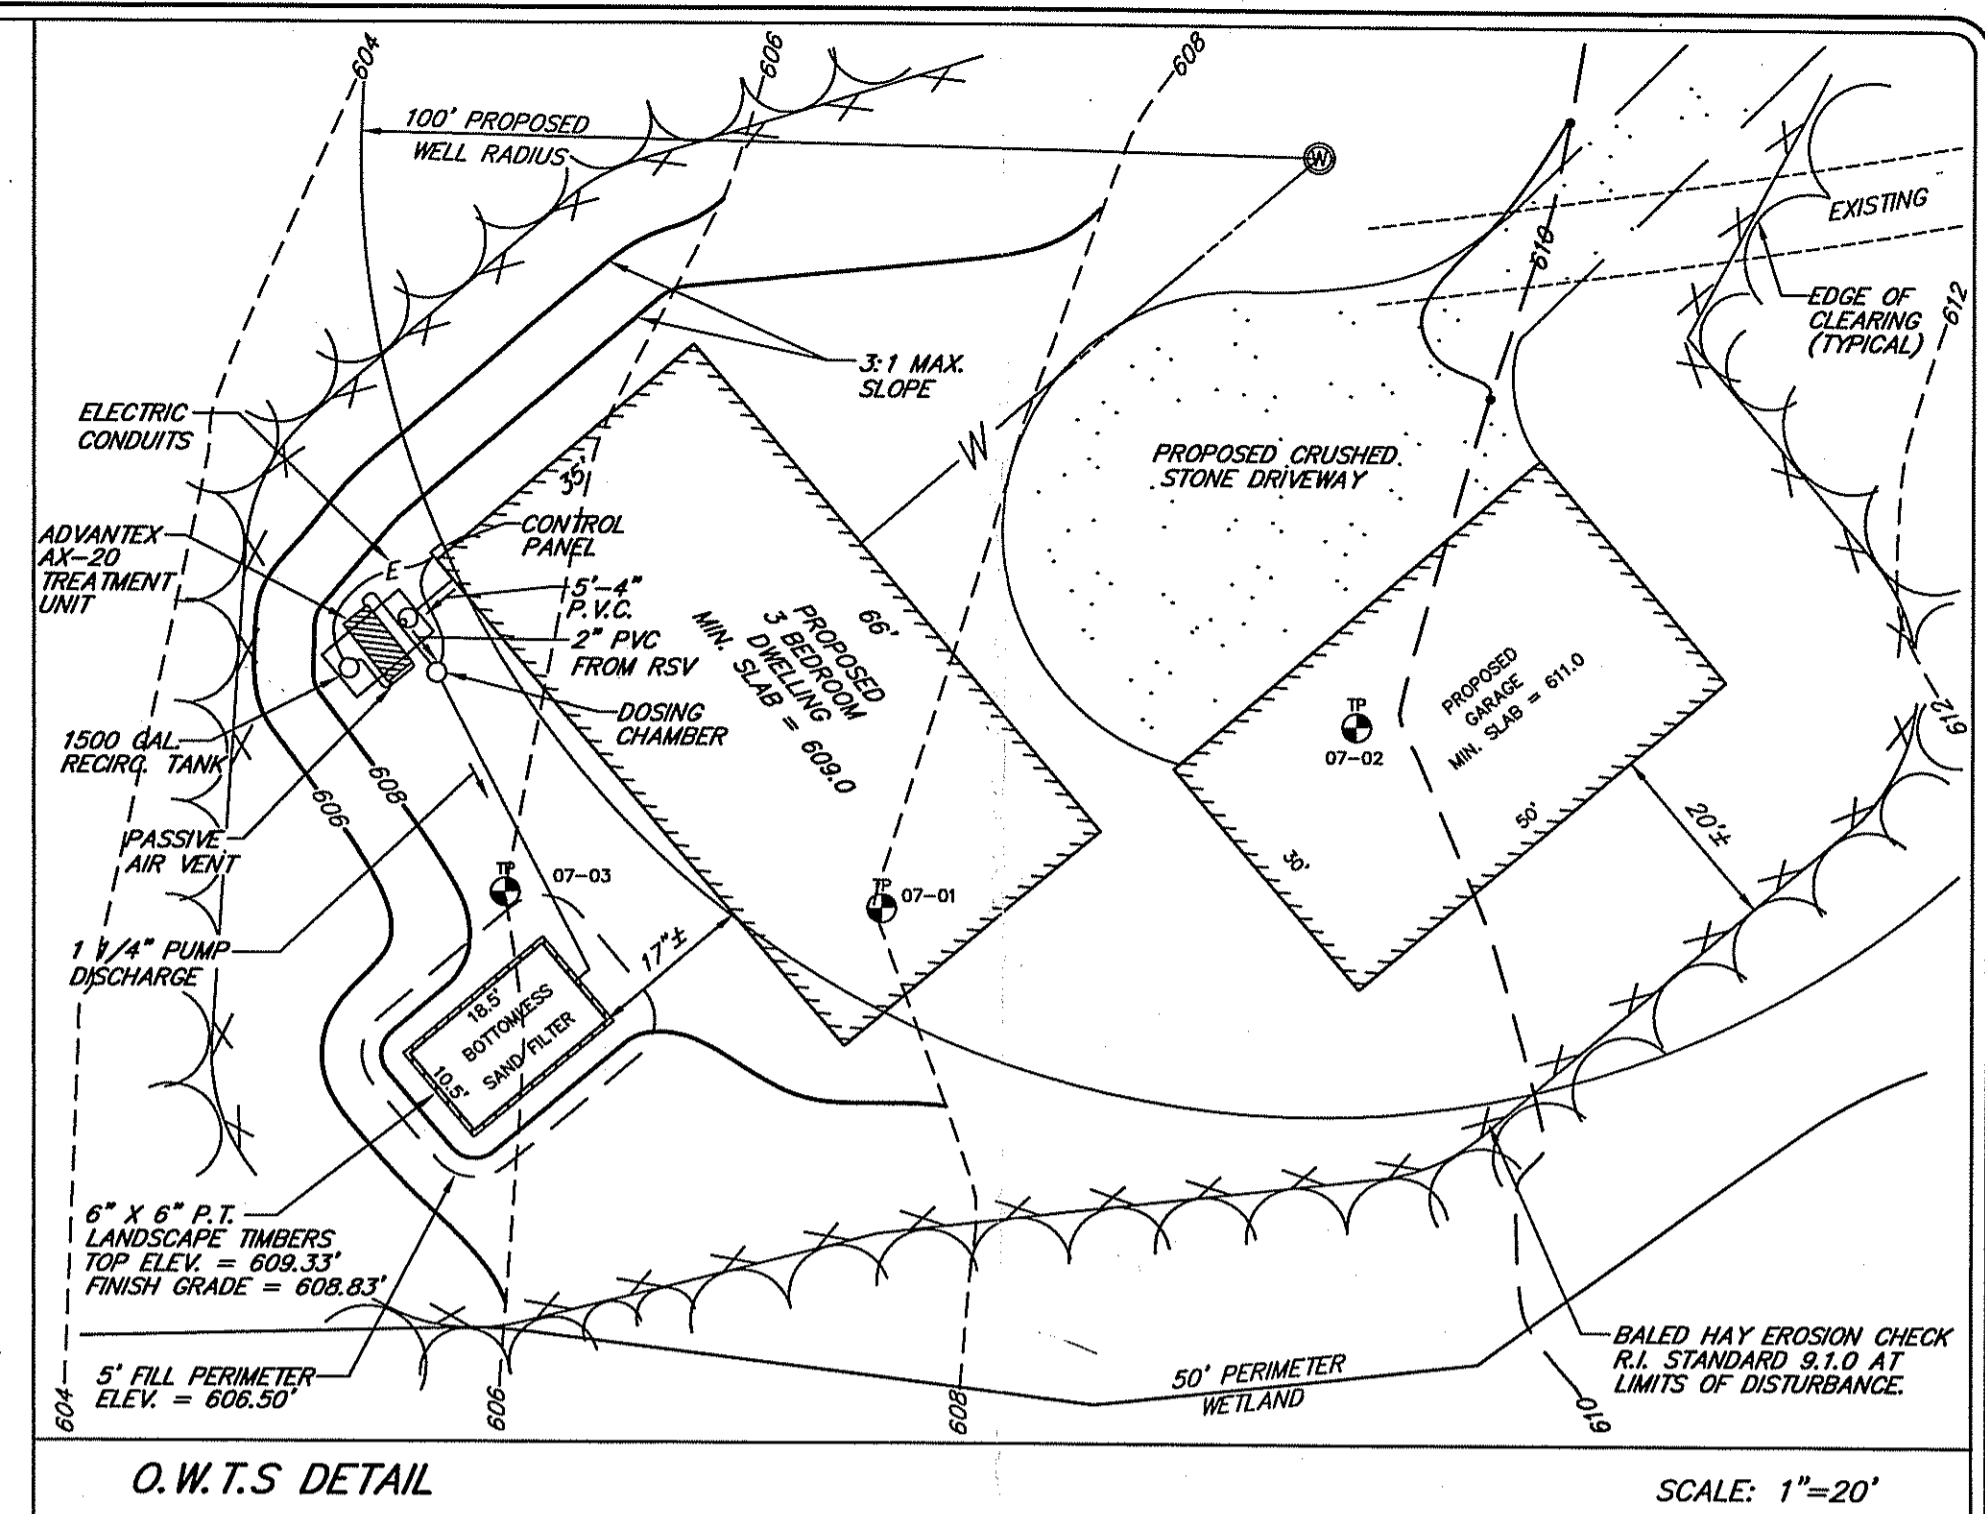 604
606
608
100' PROPOSED
WELL RADIUS
W
EXISTING
610
EDGE OF
CLEARING
(TYPICAL)
612
3:1 MAX.
SLOPE
ELECTRIC
CONDUITS
35'
W
PROPOSED CRUSHED
STONE DRIVEWAY
CONTROL
PANEL
ADVANTEX
AX-20
TREATMENT
UNIT
E
5'-4"
P.V.C.
2" PVC
FROM RSV
66'
PROPOSED
3 BEDROOM
DWELLING
MIN. SLAB = 609.0
PROPOSED
GARAGE
MIN. SLAB = 611.0
612
DOSING
CHAMBER
TP
07-02
1500 GAL.
RECIRC. TANK
608
606
50'
20'±
30'
PASSIVE
AIR VENT
TP
07-03
TP
07-01
1 1/4" PUMP
DISCHARGE
17"±
18.5'
BOTTOMLESS
SAND FILTER
10.5'
6" X 6" P.T.
LANDSCAPE TIMBERS
TOP ELEV. = 609.33'
FINISH GRADE = 608.83'
5' FILL PERIMETER
ELEV. = 606.50'
50' PERIMETER
WETLAND
BALED HAY EROSION CHECK
R.I. STANDARD 9.1.0 AT
LIMITS OF DISTURBANCE.
604
606
608
610
O.W.T.S DETAIL
SCALE: 1"=20'